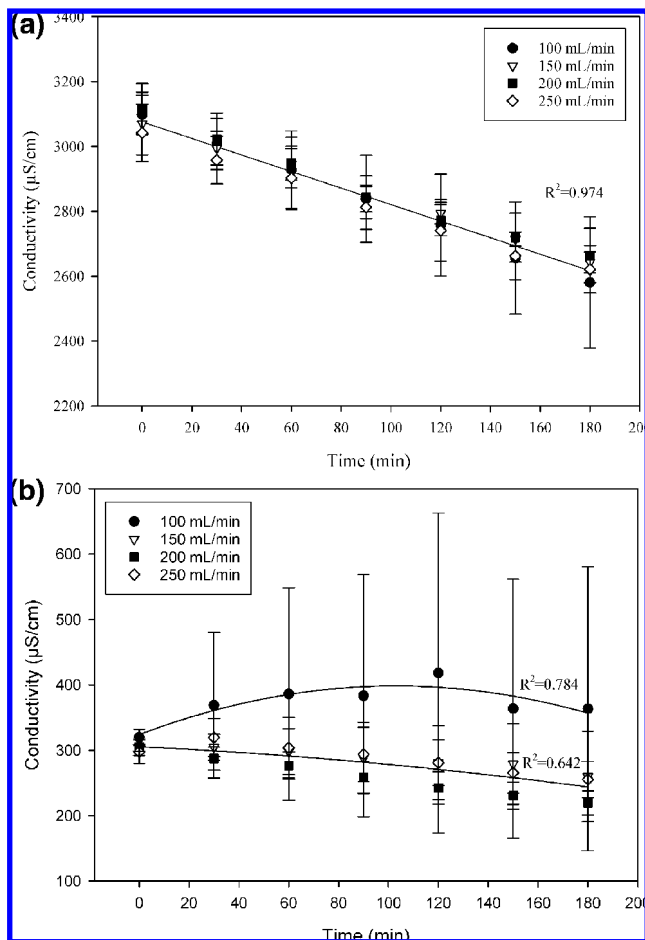 (a)
3400
3200
3000
2800
2600
2400
2200
Conductivity (µS/cm)
100 mL/min
150 mL/min
200 mL/min
250 mL/min
R²=0.974
0 20 40 60 80 100 120 140 160 180 200
Time (min)
(b)
700
600
500
400
300
200
100
Conductivity (µS/cm)
100 mL/min
150 mL/min
200 mL/min
250 mL/min
R²=0.784
R²=0.642
0 20 40 60 80 100 120 140 160 180 200
Time (min)